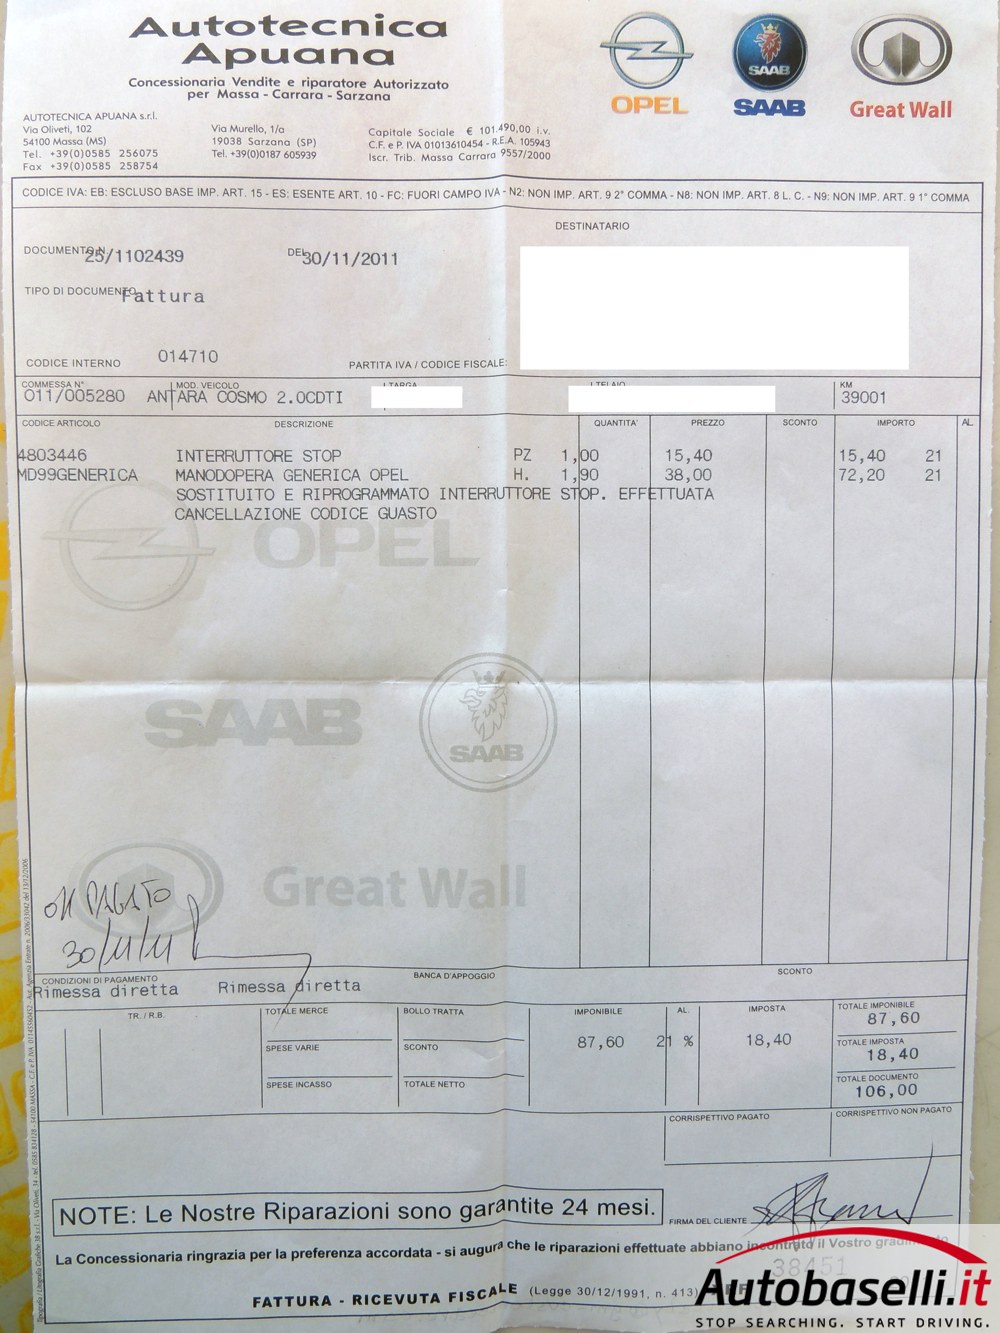 Autotecnica
Apuana
Concessionaria Vendite e riparatore Autorizzato
per Massa - Carrara - Sarzana
OPEL
SAAB
SAAB
Great Wall
AUTOTECNICA APUANA s.r.l.
Via Oliveti, 102
54100 Massa (MS)
Tel. +39(0)0585 256075
Fax +39(0)0585 258754
Via Murello, 1/a
19038 Sarzana (SP)
Tel. +39(0)0187 605939
Capitale Sociale € 101.490,00 i.v.
C.F. e P. IVA 01013610454 - R.E.A. 105943
Iscr. Trib. Massa Carrara 9557/2000
CODICE IVA: EB: ESCLUSO BASE IMP. ART. 15 - ES: ESENTE ART. 10 - FC: FUORI CAMPO IVA - N2: NON IMP. ART. 9 2° COMMA - N8: NON IMP. ART. 8 L. C. - N9: NON IMP. ART. 9 1° COMMA
DESTINATARIO
DOCUMENTO N. 25/1102439 DEL 30/11/2011
TIPO DI DOCUMENTO Fattura
CODICE INTERNO 014710 PARTITA IVA / CODICE FISCALE:
COMMESSA N° MOD. VEICOLO TARGA TELAIO KM
011/005280 ANTARA COSMO 2.0CDTI 39001
CODICE ARTICOLO DESCRIZIONE QUANTITA' PREZZO SCONTO IMPORTO AL.
4803446 INTERRUTTORE STOP PZ 1,00 15,40 15,40 21
MD99GENERICA MANODOPERA GENERICA OPEL H. 1,90 38,00 72,20 21
SOSTITUITO E RIPROGRAMMATO INTERRUTTORE STOP. EFFETTUATA
CANCELLAZIONE CODICE GUASTO
OPEL
SAAB
SAAB
Great Wall
PAGATO
30/11/11
CONDIZIONI DI PAGAMENTO BANCA D'APPOGGIO SCONTO
Rimessa diretta Rimessa diretta
TR. / R.B. TOTALE MERCE BOLLO TRATTA IMPONIBILE AL. IMPOSTA TOTALE IMPONIBILE
87,60
SPESE VARIE SCONTO 87,60 21 % 18,40 TOTALE IMPOSTA
18,40
SPESE INCASSO TOTALE NETTO TOTALE DOCUMENTO
106,00
CORRISPETTIVO PAGATO CORRISPETTIVO NON PAGATO
NOTE: Le Nostre Riparazioni sono garantite 24 mesi.
FIRMA DEL CLIENTE
La Concessionaria ringrazia per la preferenza accordata - si augura che le riparazioni effettuate abbiano incontrato il Vostro
38451
FATTURA - RICEVUTA FISCALE (Legge 30/12/1991, n. 413)
Autobaselli.it
STOP SEARCHING. START DRIVING.